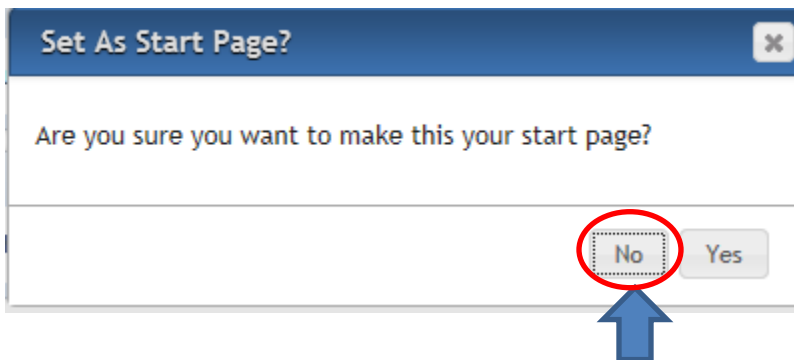 Set As Start Page?
Are you sure you want to make this your start page?
No Yes